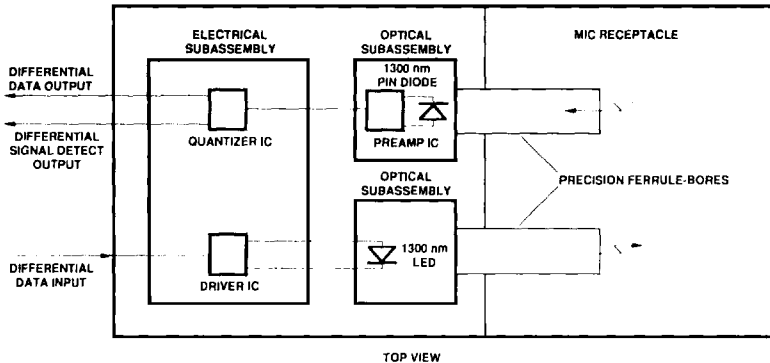 ELECTRICAL
SUBASSEMBLY
OPTICAL
SUBASSEMBLY
MIC RECEPTACLE
DIFFERENTIAL
DATA OUTPUT
1300 nm
PIN DIODE
QUANTIZER IC
PREAMP IC
DIFFERENTIAL
SIGNAL DETECT
OUTPUT
OPTICAL
SUBASSEMBLY
PRECISION FERRULE-BORES
1300 nm
LED
DIFFERENTIAL
DATA INPUT
DRIVER IC
TOP VIEW